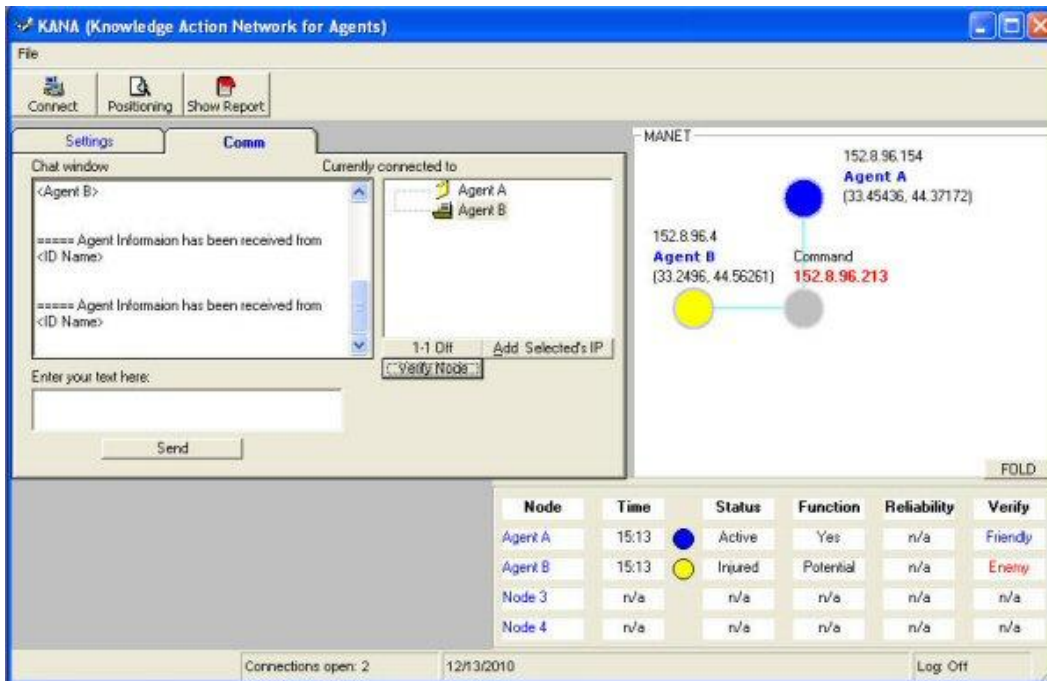 KANA (Knowledge Action Network for Agents)
File
Connect
Positioning
Show Report
Settings
Comm
Chat window
Currently connected to
<Agent B>
===== Agent Informaion has been received from
<ID Name>
===== Agent Informaion has been received from
<ID Name>
Agent A
Agent B
1-1 Off
Add Selected's IP
Verify Node
Enter your text here:
Send
MANET
152.8.96.154
Agent A
(33.45436, 44.37172)
152.8.96.4
Agent B
(33.2496, 44.56261)
Command
152.8.96.213
FOLD
Node Time Status Function Reliability Verify
Agent A 15:13 Active Yes n/a Friendly
Agent B 15:13 Injured Potential n/a Enemy
Node 3 n/a n/a n/a n/a n/a
Node 4 n/a n/a n/a n/a n/a
Connections open: 2
12/13/2010
Log: Off